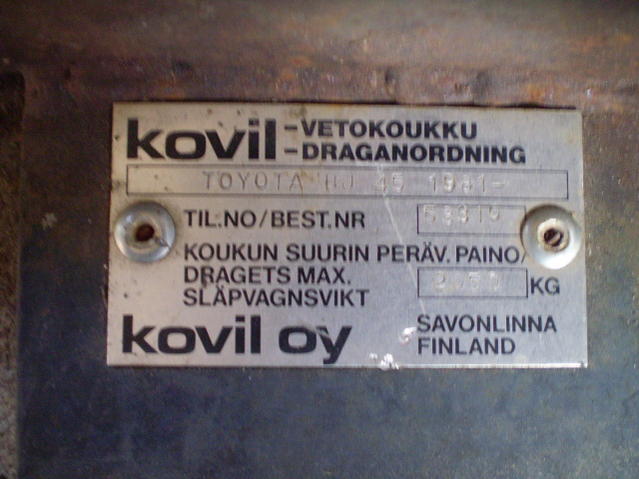 kovil -VETOKOUKKU
-DRAGANORDNING
TOYOTA 45 1981-
TIL.NO/BEST.NR
KOUKUN SUURIN PERÄV. PAINO/
DRAGETS MAX.
SLÄPVAGNSVIKT KG
kovil oy SAVONLINNA
FINLAND